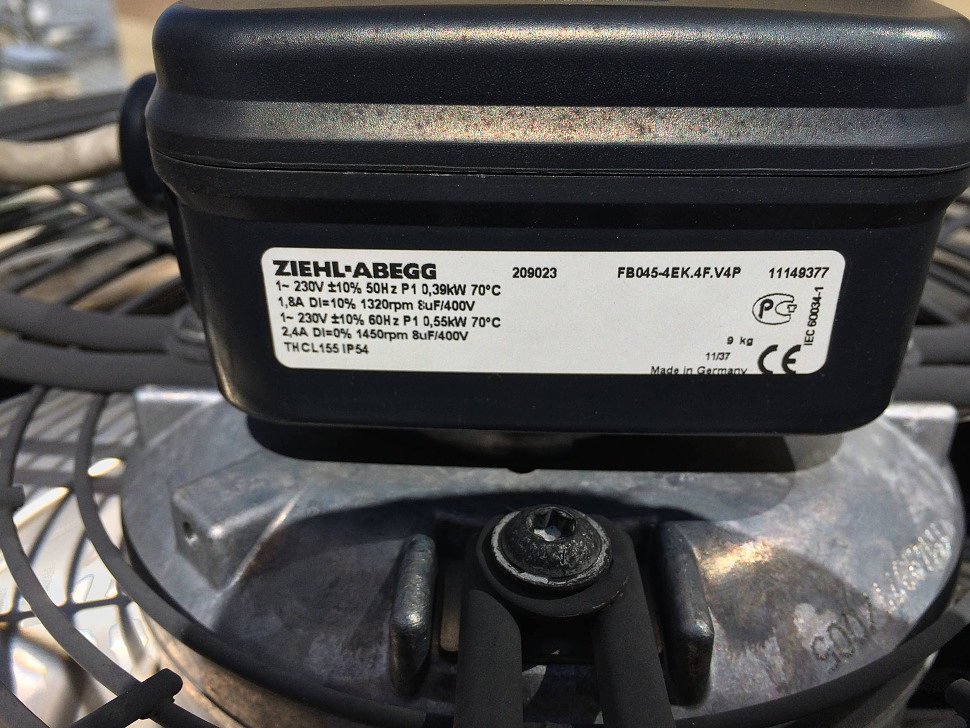 ZIEHL-ABEGG 209023 FB045-4EK.4F.V4P 11149377
1~ 230V ±10% 50Hz P1 0,39kW 70°C
1,8A DI=10% 1320rpm 8uF/400V
1~ 230V ±10% 60Hz P1 0,55kW 70°C
2,4A DI=0% 1450rpm 8uF/400V
THCL155 IP54
9 kg
11/37
Made in Germany
CE
IEC 60034-1